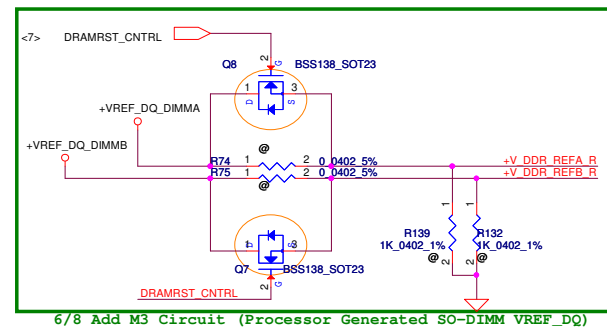 <7> DRAMRST_CNTRL
2 G
Q8 BSS138_SOT23
1 3
D S
+VREF_DQ_DIMMA
+VREF_DQ_DIMMB
@
R74 1 2 0_0402_5% +V_DDR_REFA_R
R75 1 2 0_0402_5% +V_DDR_REFB_R
@
1 1
R139 R132
1K_0402_1% 1K_0402_1%
@ 2 2 @
D S
1 3
Q7 BSS138_SOT23
2 G
DRAMRST_CNTRL
6/8 Add M3 Circuit (Processor Generated SO-DIMM VREF_DQ)